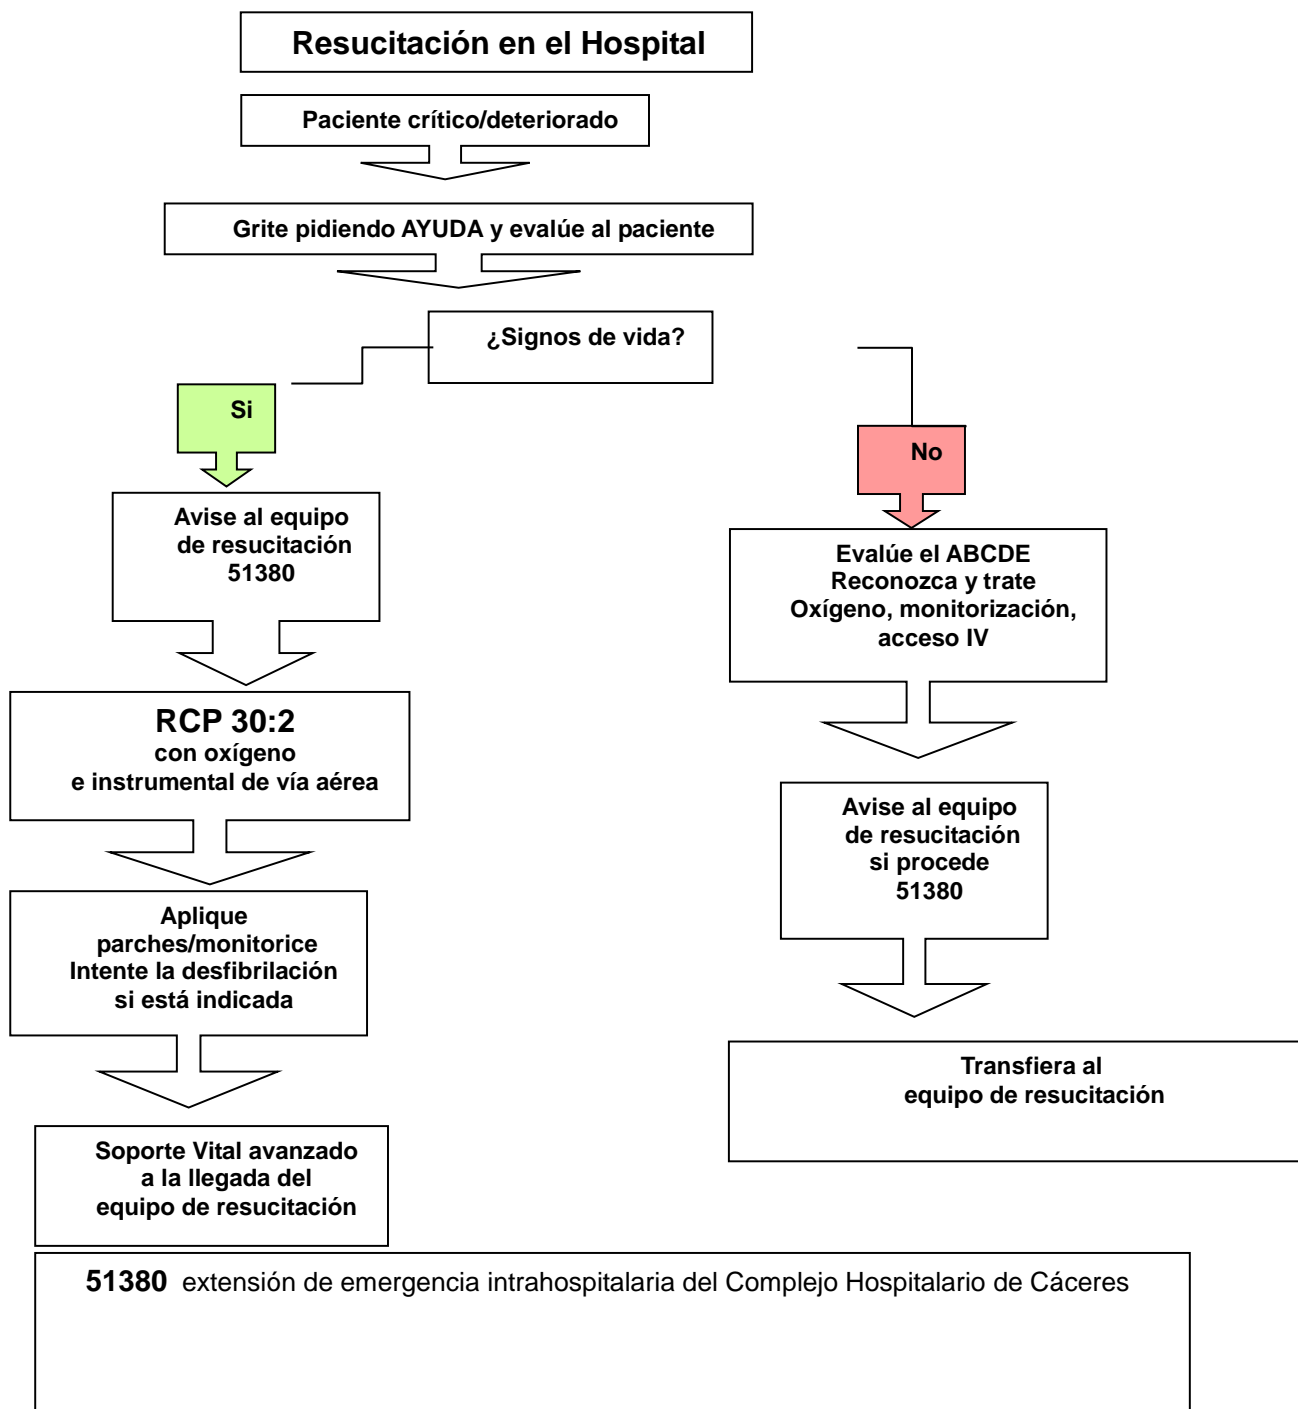 Resucitación en el Hospital
Paciente crítico/deteriorado
Grite pidiendo AYUDA y evalúe al paciente
¿Signos de vida?
Si
Avise al equipo
de resucitación
51380
RCP 30:2
con oxígeno
e instrumental de vía aérea
Aplique
parches/monitorice
Intente la desfibrilación
si está indicada
Soporte Vital avanzado
a la llegada del
equipo de resucitación
No
Evalúe el ABCDE
Reconozca y trate
Oxígeno, monitorización,
acceso IV
Avise al equipo
de resucitación
si procede
51380
Transfiera al
equipo de resucitación
51380 extensión de emergencia intrahospitalaria del Complejo Hospitalario de Cáceres